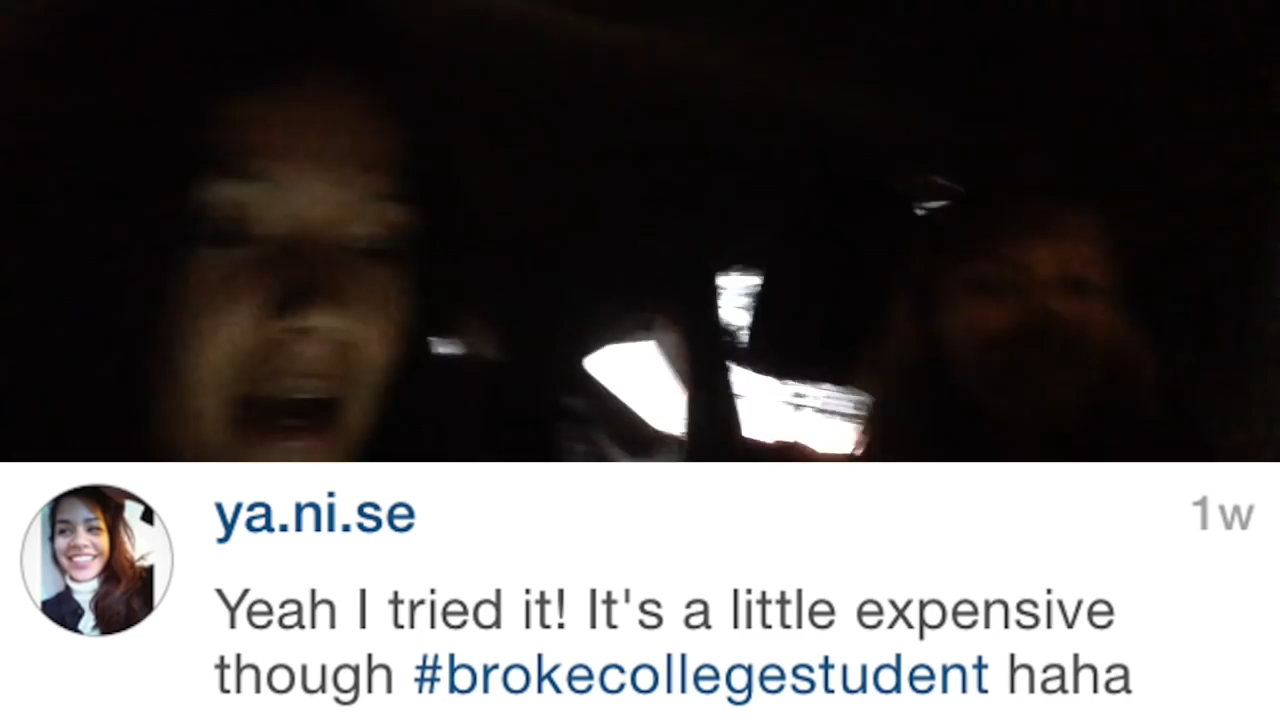 ya.ni.se
1w
Yeah I tried it! It's a little expensive
though #brokecollegestudent haha